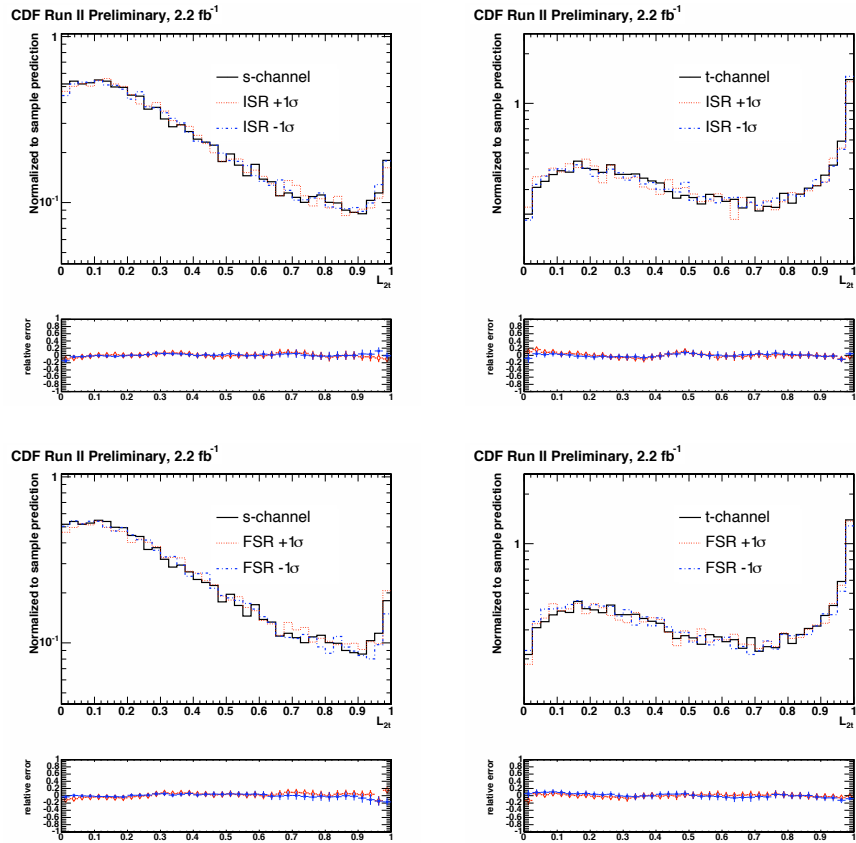 CDF Run II Preliminary, 2.2 fb-1
Normalized to sample prediction
1
10-1
s-channel
ISR +1σ
ISR -1σ
0 0.1 0.2 0.3 0.4 0.5 0.6 0.7 0.8 0.9 1
L2t
relative error
1
0.8
0.6
0.4
0.2
0
-0.2
-0.4
-0.6
-0.8
-1
0 0.1 0.2 0.3 0.4 0.5 0.6 0.7 0.8 0.9 1
CDF Run II Preliminary, 2.2 fb-1
Normalized to sample prediction
1
t-channel
ISR +1σ
ISR -1σ
0 0.1 0.2 0.3 0.4 0.5 0.6 0.7 0.8 0.9 1
L2t
relative error
1
0.8
0.6
0.4
0.2
0
-0.2
-0.4
-0.6
-0.8
-1
0 0.1 0.2 0.3 0.4 0.5 0.6 0.7 0.8 0.9 1
CDF Run II Preliminary, 2.2 fb-1
Normalized to sample prediction
1
10-1
s-channel
FSR +1σ
FSR -1σ
0 0.1 0.2 0.3 0.4 0.5 0.6 0.7 0.8 0.9 1
L2t
relative error
1
0.8
0.6
0.4
0.2
0
-0.2
-0.4
-0.6
-0.8
-1
0 0.1 0.2 0.3 0.4 0.5 0.6 0.7 0.8 0.9 1
CDF Run II Preliminary, 2.2 fb-1
Normalized to sample prediction
1
t-channel
FSR +1σ
FSR -1σ
0 0.1 0.2 0.3 0.4 0.5 0.6 0.7 0.8 0.9 1
L2t
relative error
1
0.8
0.6
0.4
0.2
0
-0.2
-0.4
-0.6
-0.8
-1
0 0.1 0.2 0.3 0.4 0.5 0.6 0.7 0.8 0.9 1